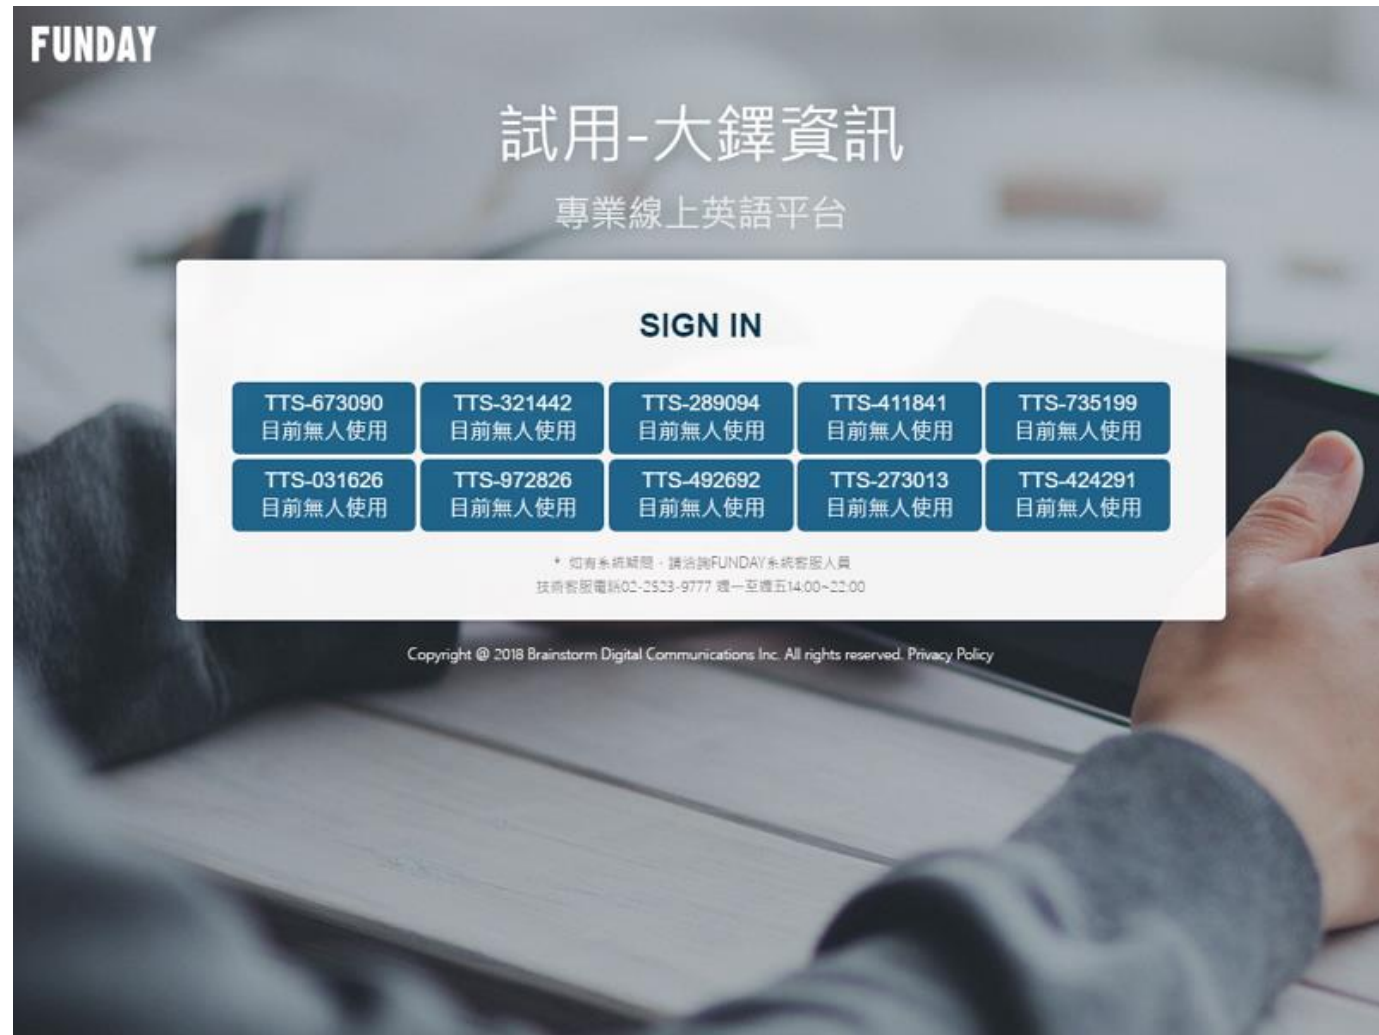 FUNDAY
試用-大鐸資訊
專業線上英語平台
SIGN IN
TTS-673090 TTS-321442 TTS-289094 TTS-411841 TTS-735199
目前無人使用 目前無人使用 目前無人使用 目前無人使用 目前無人使用
TTS-031626 TTS-972826 TTS-492692 TTS-273013 TTS-424291
目前無人使用 目前無人使用 目前無人使用 目前無人使用 目前無人使用
* 如有系統疑問，請洽詢FUNDAY系統客服人員
技術客服電話02-2523-9777 週一至週五14:00~22:00
Copyright @ 2018 Brainstorm Digital Communications Inc. All rights reserved. Privacy Policy